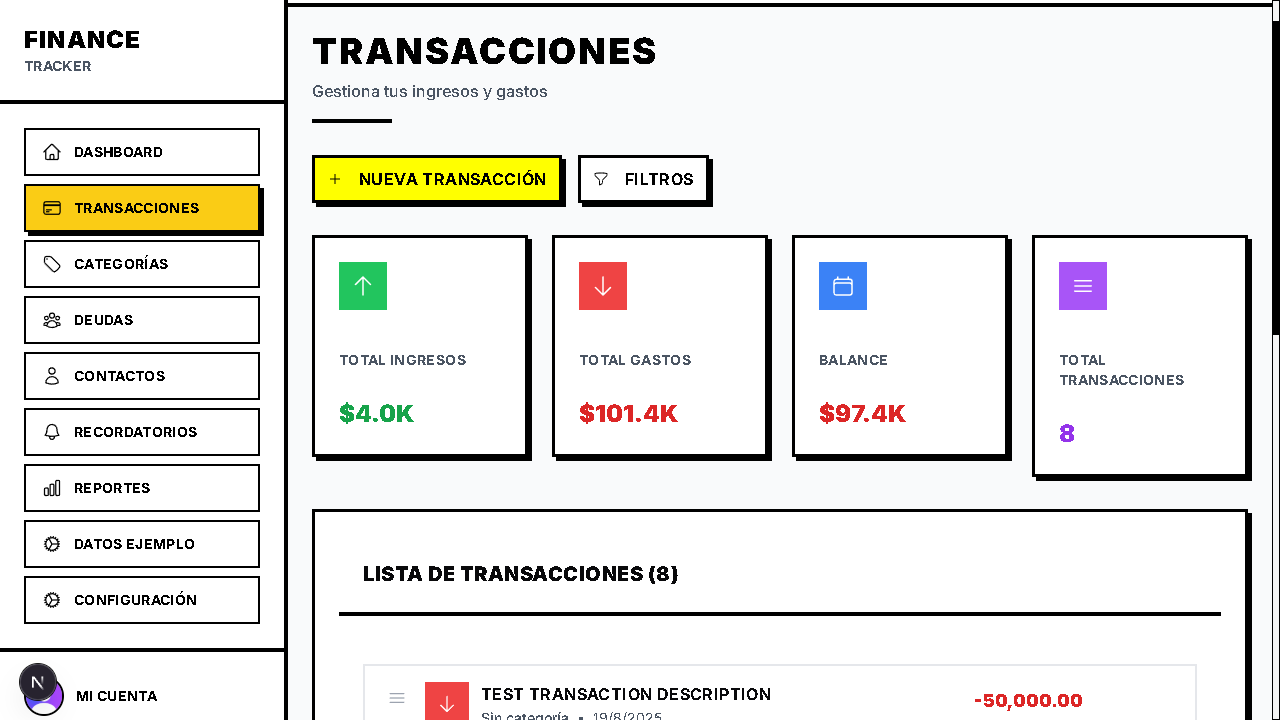 FINANCE
TRACKER
DASHBOARD
TRANSACCIONES
CATEGORÍAS
DEUDAS
CONTACTOS
RECORDATORIOS
REPORTES
DATOS EJEMPLO
CONFIGURACIÓN
N
MI CUENTA
TRANSACCIONES
Gestiona tus ingresos y gastos
NUEVA TRANSACCIÓN
FILTROS
TOTAL INGRESOS
$4.0K
TOTAL GASTOS
$101.4K
BALANCE
$97.4K
TOTAL
TRANSACCIONES
8
LISTA DE TRANSACCIONES (8)
TEST TRANSACTION DESCRIPTION
-50,000.00
Sin categoría • 19/8/2025